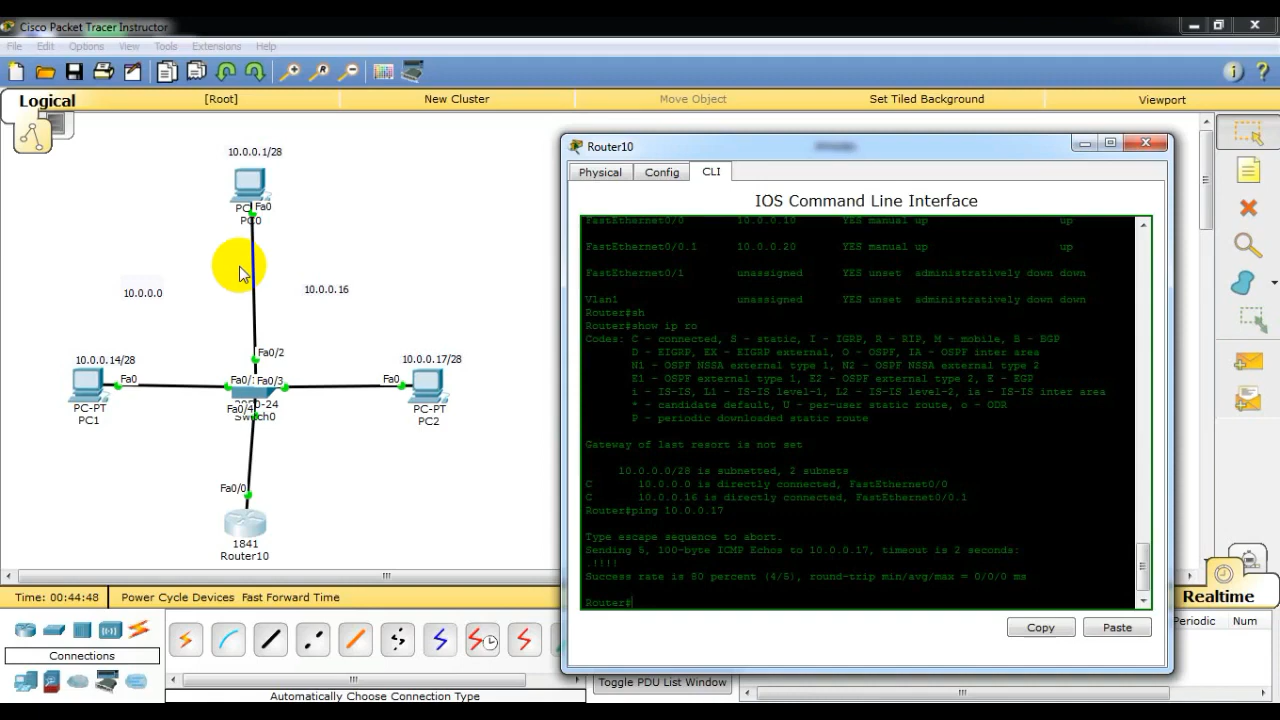 Cisco Packet Tracer Instructor
File Edit Options View Tools Extensions Help
Logical
[Root]
New Cluster
Move Object
Set Tiled Background
Viewport
10.0.0.1/28
Fa0
PC0
10.0.0.0
10.0.0.16
Fa0/2
10.0.0.14/28
10.0.0.17/28
Fa0
Fa0/3
Fa0
PC-PT
PC1
Fa0/4
PC-PT
PC2
Fa0/0
1841
Router10
Router10
Physical Config CLI
IOS Command Line Interface
FastEthernet0/0 10.0.0.10 YES manual up up
FastEthernet0/0.1 10.0.0.20 YES manual up up
FastEthernet0/1 unassigned YES unset administratively down down
Vlan1 unassigned YES unset administratively down down
Router#sh
Router#show ip ro
Codes: C - connected, S - static, I - IGRP, R - RIP, M - mobile, B - BGP
D - EIGRP, EX - EIGRP external, O - OSPF, IA - OSPF inter area
N1 - OSPF NSSA external type 1, N2 - OSPF NSSA external type 2
E1 - OSPF external type 1, E2 - OSPF external type 2, E - EGP
i - IS-IS, L1 - IS-IS level-1, L2 - IS-IS level-2, ia - IS-IS inter area
* - candidate default, U - per-user static route, o - ODR
P - periodic downloaded static route
Gateway of last resort is not set
10.0.0.0/28 is subnetted, 2 subnets
C 10.0.0.0 is directly connected, FastEthernet0/0
C 10.0.0.16 is directly connected, FastEthernet0/0.1
Router#ping 10.0.0.17
Type escape sequence to abort.
Sending 5, 100-byte ICMP Echos to 10.0.0.17, timeout is 2 seconds:
.!!!!
Success rate is 80 percent (4/5), round-trip min/avg/max = 0/0/0 ms
Router#
Copy Paste
Time: 00:44:48 Power Cycle Devices Fast Forward Time
Realtime
Connections
Automatically Choose Connection Type
Toggle PDU List Window
Periodic Num